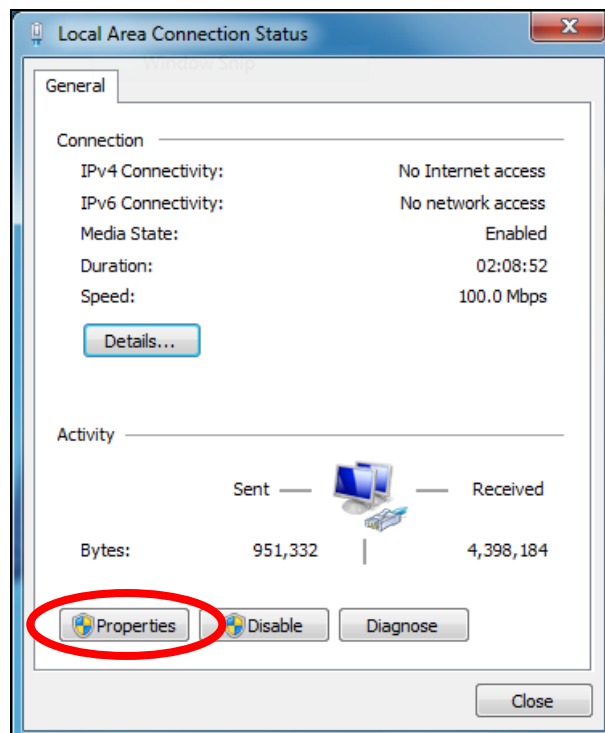 Local Area Connection Status
X
Window Snip
General
Connection
IPv4 Connectivity: No Internet access
IPv6 Connectivity: No network access
Media State: Enabled
Duration: 02:08:52
Speed: 100.0 Mbps
Details...
Activity
Sent Received
Bytes: 951,332 4,398,184
Properties Disable Diagnose
Close